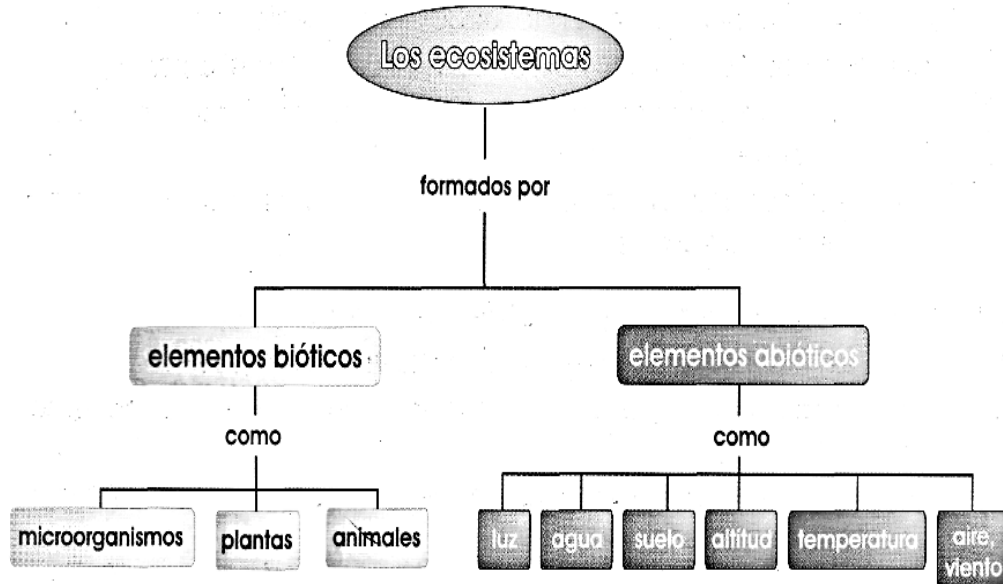 Los ecosistemas
formados por
elementos bióticos
elementos abióticos
como
como
microorganismos
plantas
animales
luz
agua
suelo
altitud
temperatura
aire,
viento